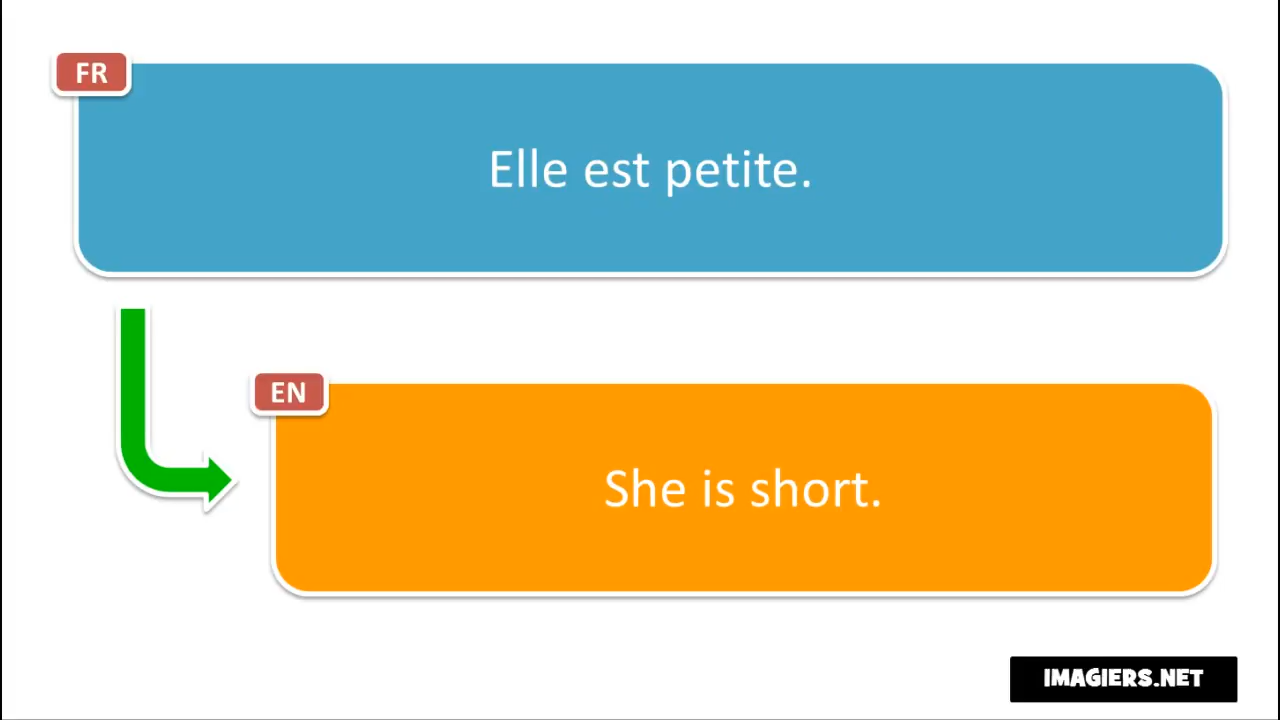 FR
Elle est petite.
EN
She is short.
IMAGIERS.NET